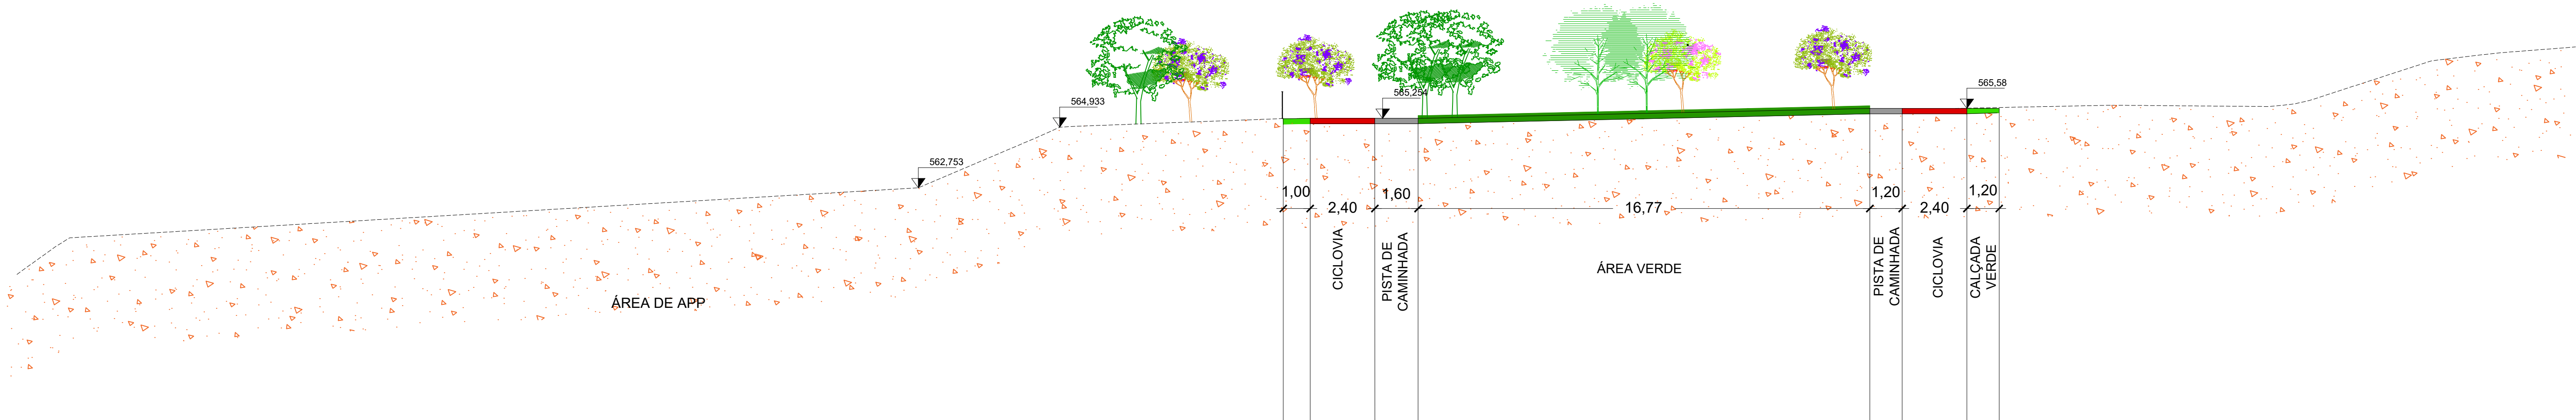 565,58
564,933
565,254
562,753
1,00
2,40
1,60
16,77
1,20
2,40
1,20
CICLOVIA
PISTA DE
CAMINHADA
ÁREA VERDE
PISTA DE
CAMINHADA
CICLOVIA
CALÇADA
VERDE
ÁREA DE APP